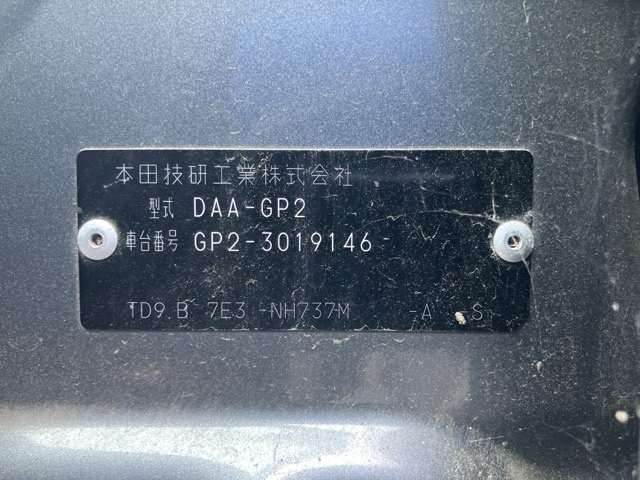 本田技研工業株式会社
型式 DAA-GP2
車台番号 GP2-3019146
TD9.B 7E3 -NH737M -A S